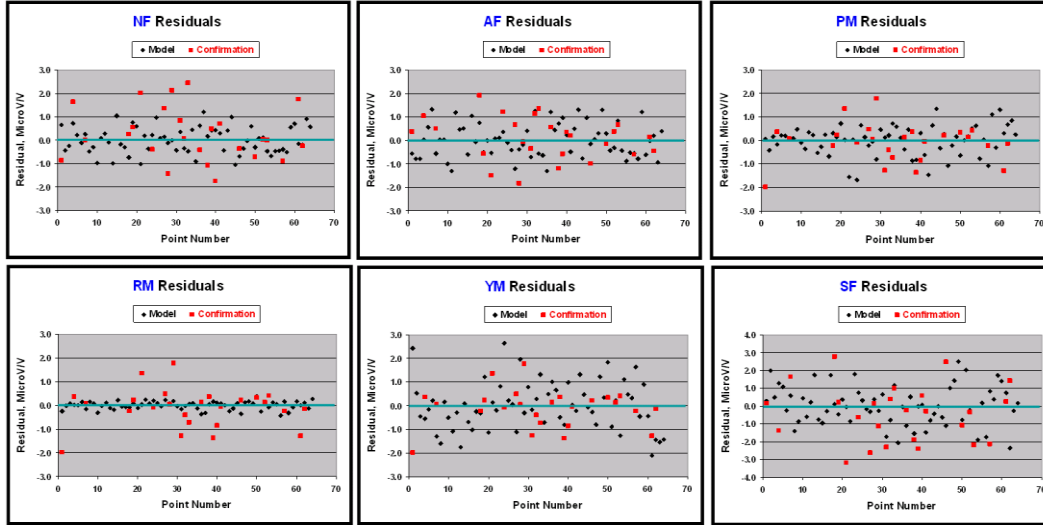 NF Residuals
Model Confirmation
Residual, MicroV/V
3.0
2.0
1.0
0.0
-1.0
-2.0
-3.0
0 10 20 30 40 50 60 70
Point Number
AF Residuals
Model Confirmation
Residual, MicroV/V
3.0
2.0
1.0
0.0
-1.0
-2.0
-3.0
0 10 20 30 40 50 60 70
Point Number
PM Residuals
Model Confirmation
Residual, MicroV/V
3.0
2.0
1.0
0.0
-1.0
-2.0
-3.0
0 10 20 30 40 50 60 70
Point Number
RM Residuals
Model Confirmation
Residual, MicroV/V
3.0
2.0
1.0
0.0
-1.0
-2.0
-3.0
0 10 20 30 40 50 60 70
Point Number
YM Residuals
Model Confirmation
Residual, MicroV/V
3.0
2.0
1.0
0.0
-1.0
-2.0
-3.0
0 10 20 30 40 50 60 70
Point Number
SF Residuals
Model Confirmation
Residual, MicroV/V
4.0
3.0
2.0
1.0
0.0
-1.0
-2.0
-3.0
-4.0
0 10 20 30 40 50 60 70
Point Number